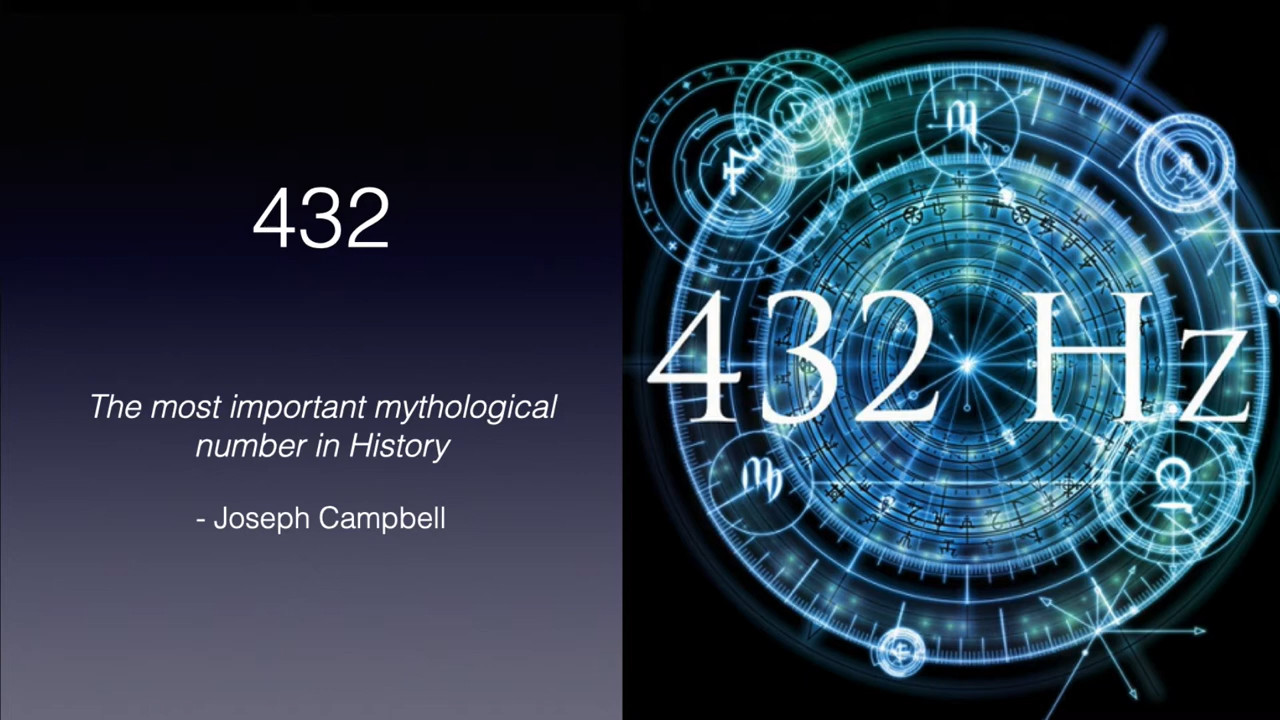 432
The most important mythological
number in History
- Joseph Campbell
432 Hz